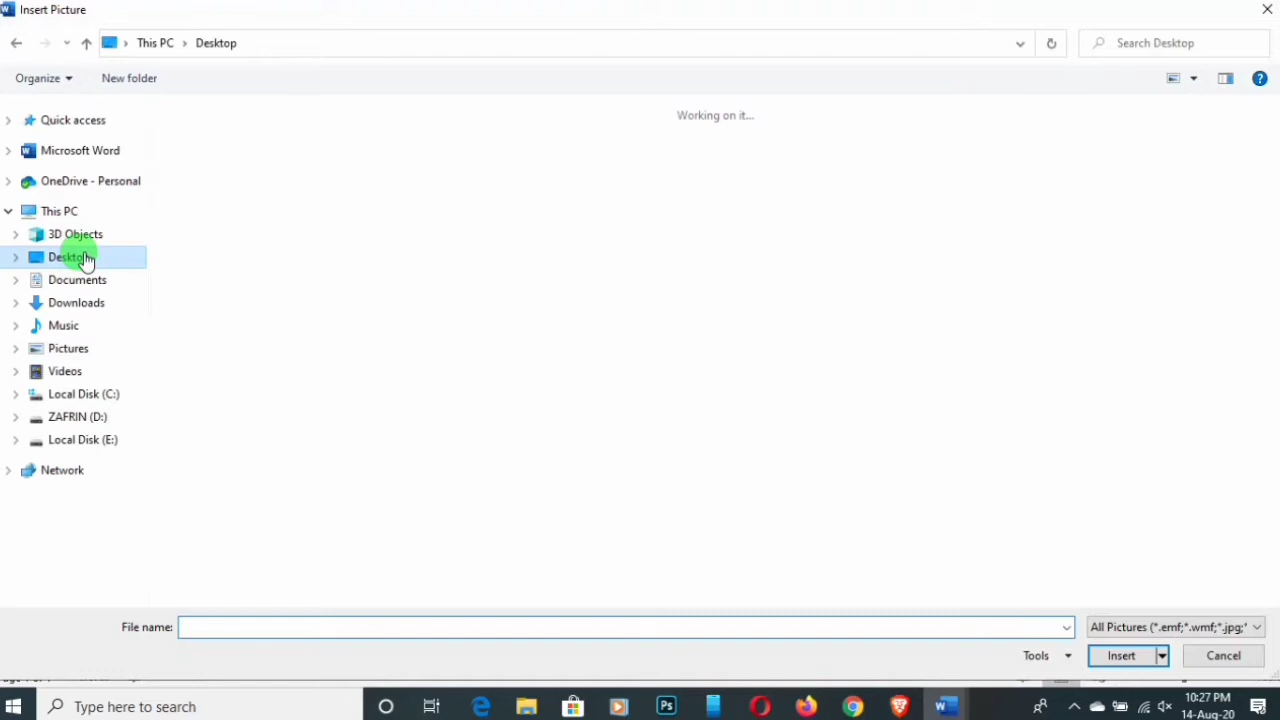 Insert Picture
This PC
Desktop
Search Desktop
Organize
New folder
Working on it...
Quick access
Microsoft Word
OneDrive - Personal
This PC
3D Objects
Desktop
Documents
Downloads
Music
Pictures
Videos
Local Disk (C:)
ZAFRIN (D:)
Local Disk (E:)
Network
File name:
All Pictures (*.emf;*.wmf;*.jpg;*
Tools
Insert
Cancel
Type here to search
10:27 PM
14-Aug-20